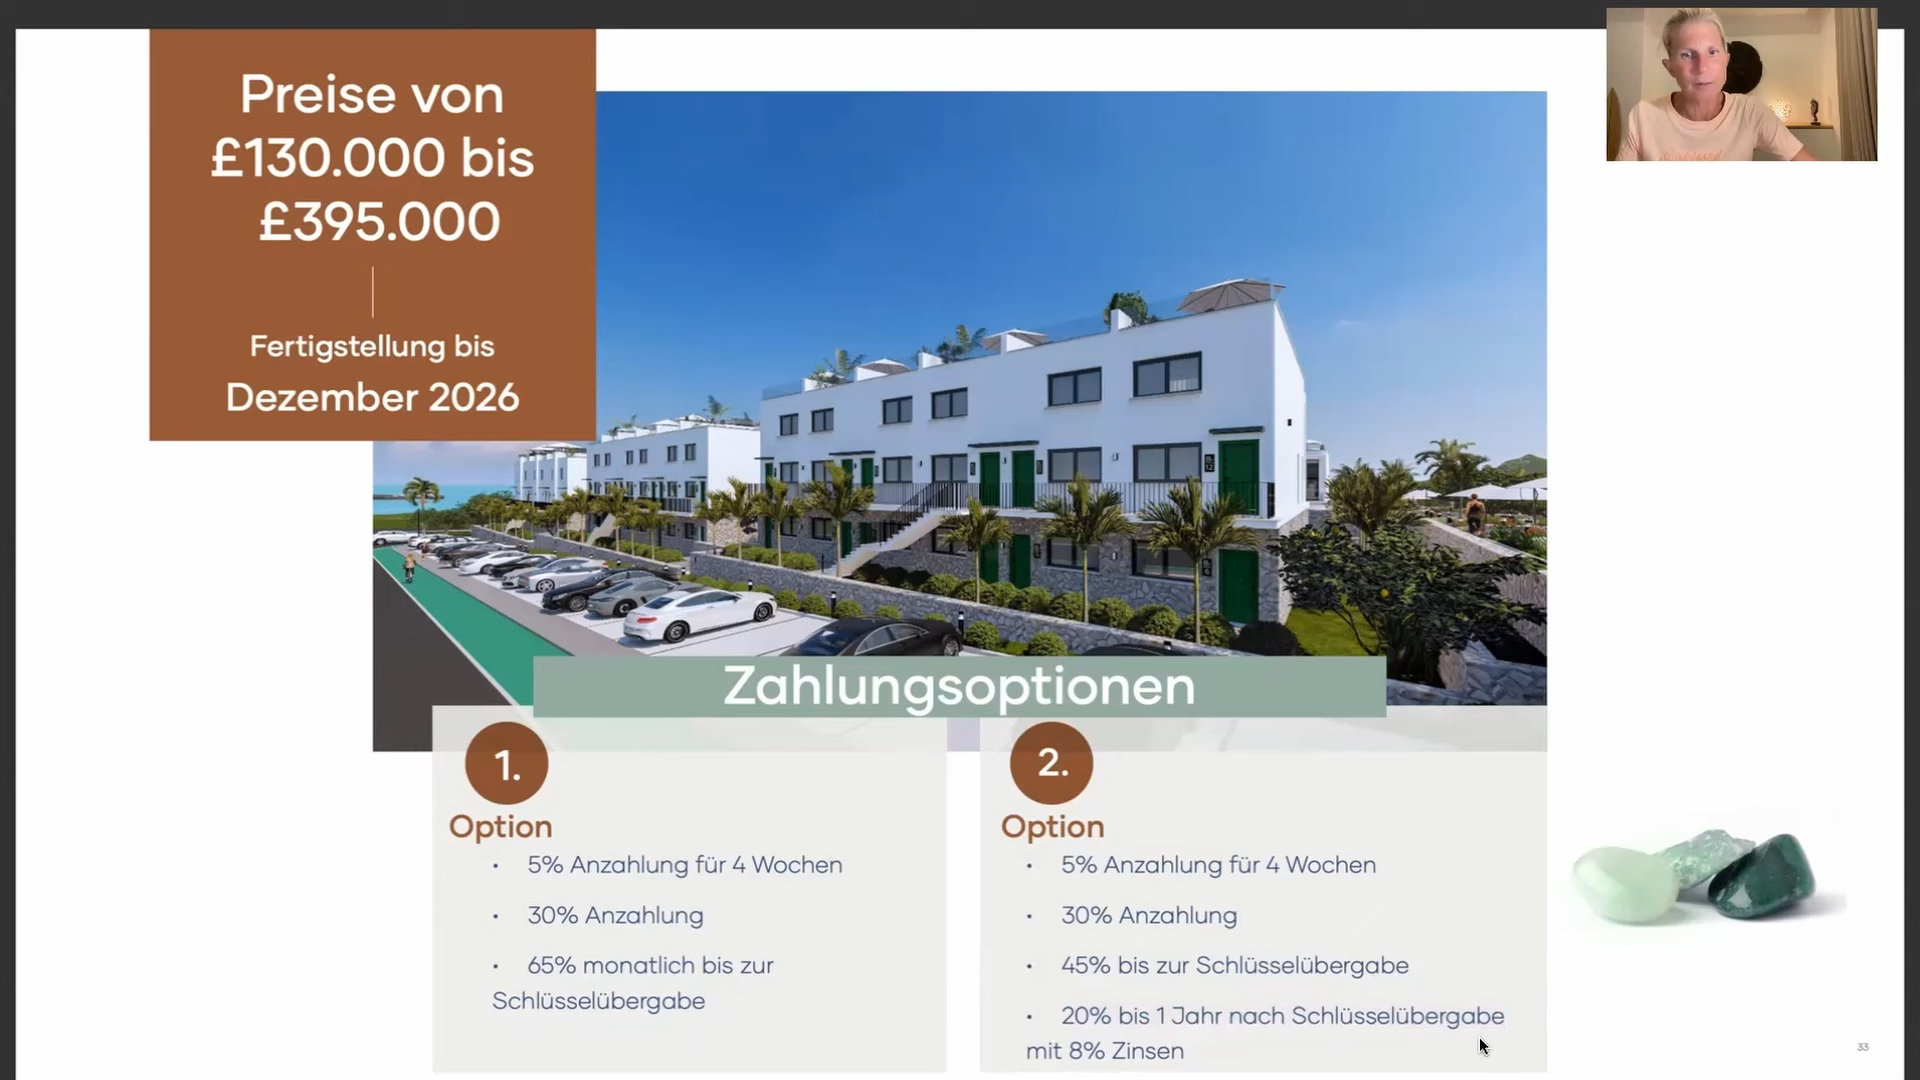 Preise von
£130.000 bis
£395.000
Fertigstellung bis
Dezember 2026
Zahlungsoptionen
1.
Option
• 5% Anzahlung für 4 Wochen
• 30% Anzahlung
• 65% monatlich bis zur
Schlüsselübergabe
2.
Option
• 5% Anzahlung für 4 Wochen
• 30% Anzahlung
• 45% bis zur Schlüsselübergabe
• 20% bis 1 Jahr nach Schlüsselübergabe
mit 8% Zinsen
33